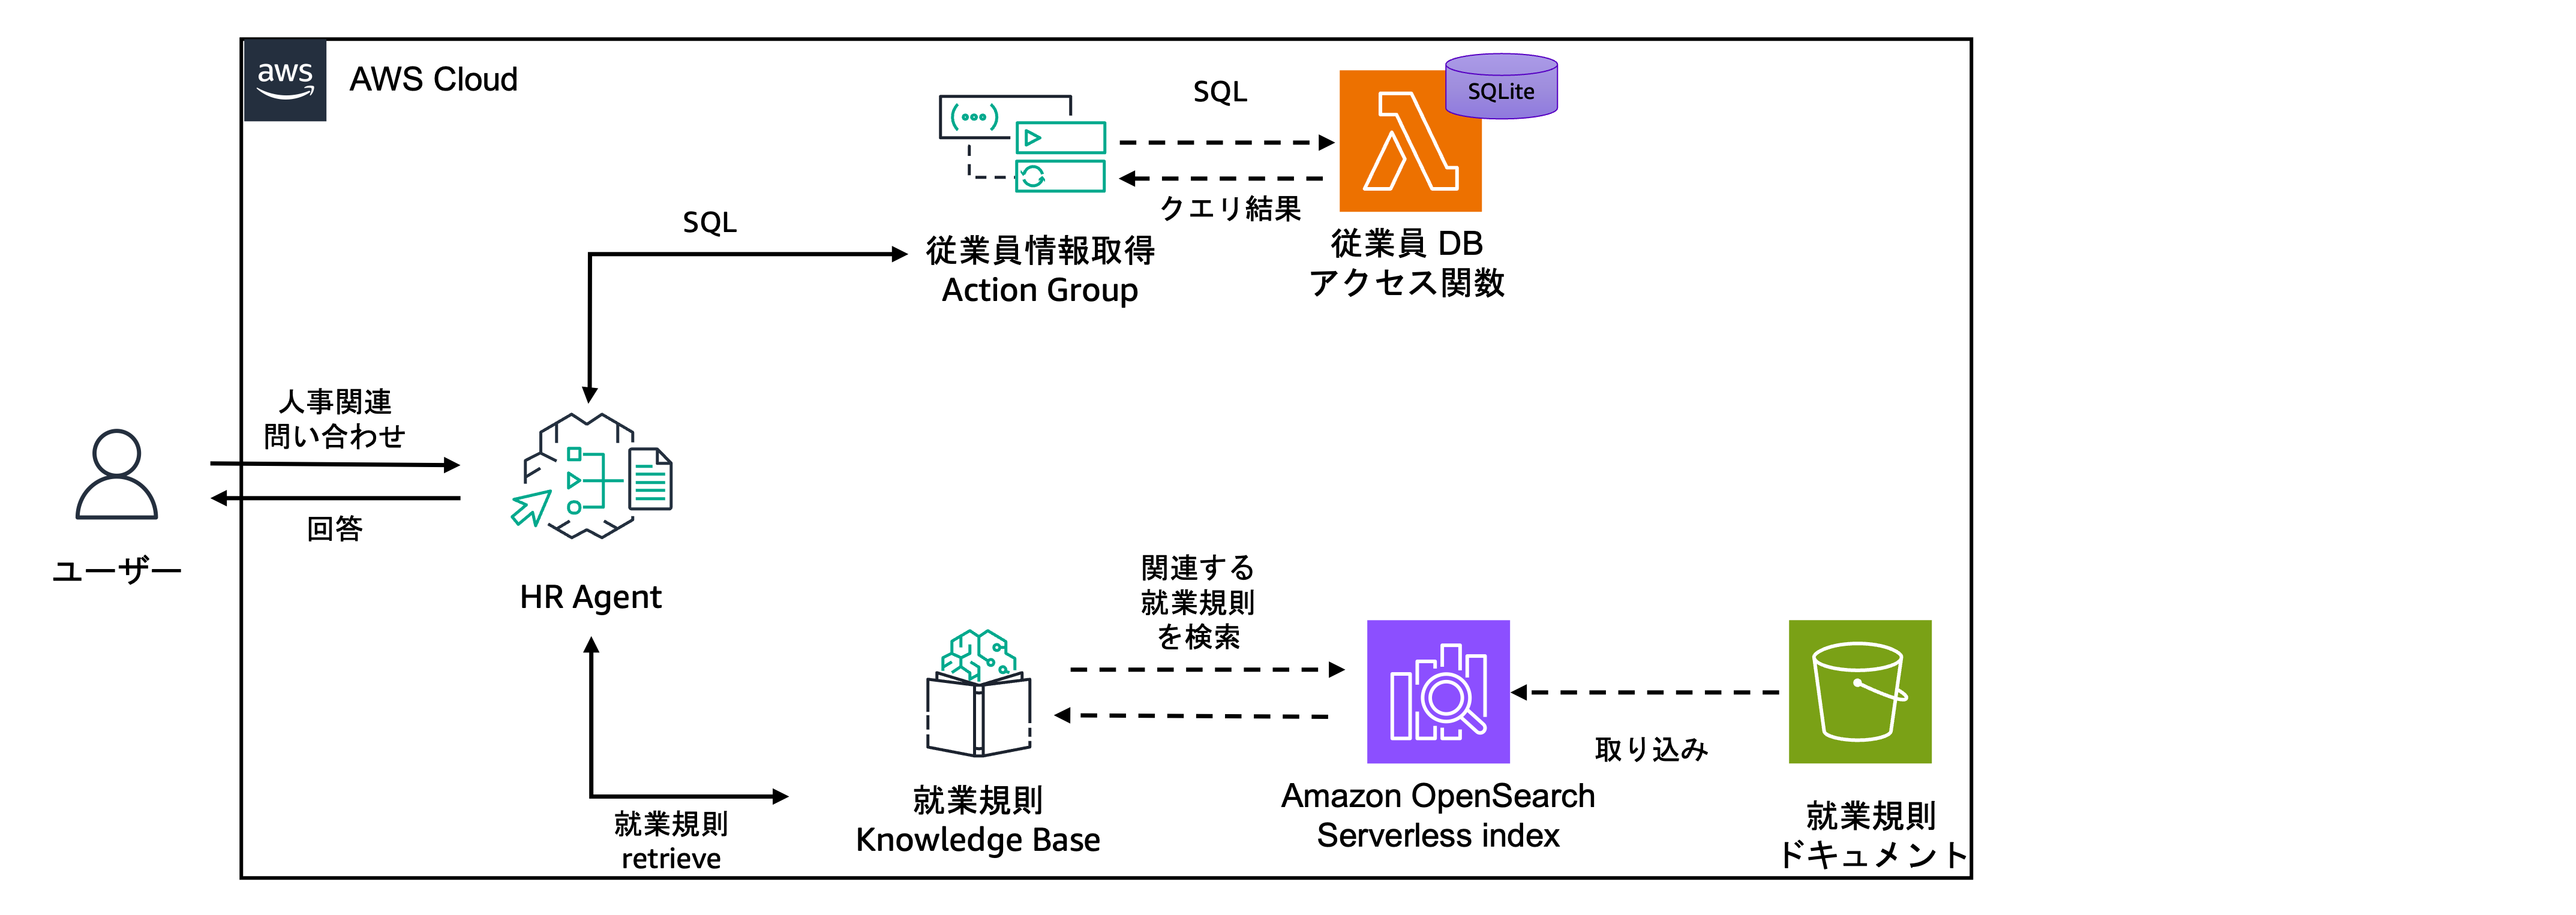 aws
AWS Cloud
SQL
SQLite
クエリ結果
従業員情報取得
Action Group
従業員 DB
アクセス関数
SQL
人事関連
問い合わせ
回答
ユーザー
HR Agent
関連する
就業規則
を検索
取り込み
就業規則
retrieve
就業規則
Knowledge Base
Amazon OpenSearch
Serverless index
就業規則
ドキュメント